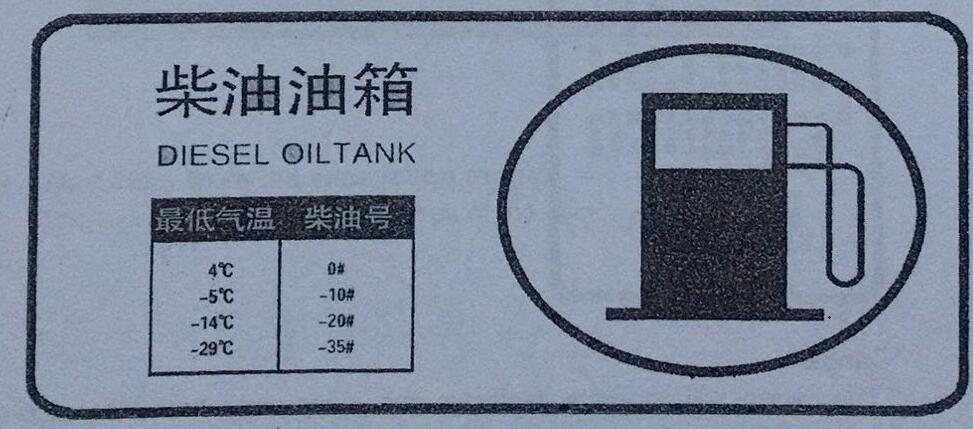 柴油油箱
DIESEL OILTANK
最低气温 柴油号
4℃ 0#
-5℃ -10#
-14℃ -20#
-29℃ -35#